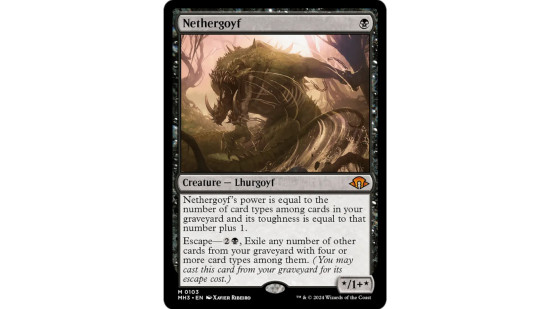 Nethergoyf
Creature — Lhurgoyf
Nethergoyf's power is equal to the
number of card types among cards in your
graveyard and its toughness is equal to that
number plus 1.
Escape—2, Exile any number of other
cards from your graveyard with four or
more card types among them. (You may
cast this card from your graveyard for its
escape cost.)
*/1+*
M 0103
MH3 • EN Xavier Ribeiro
™ & © 2024 Wizards of the Coast